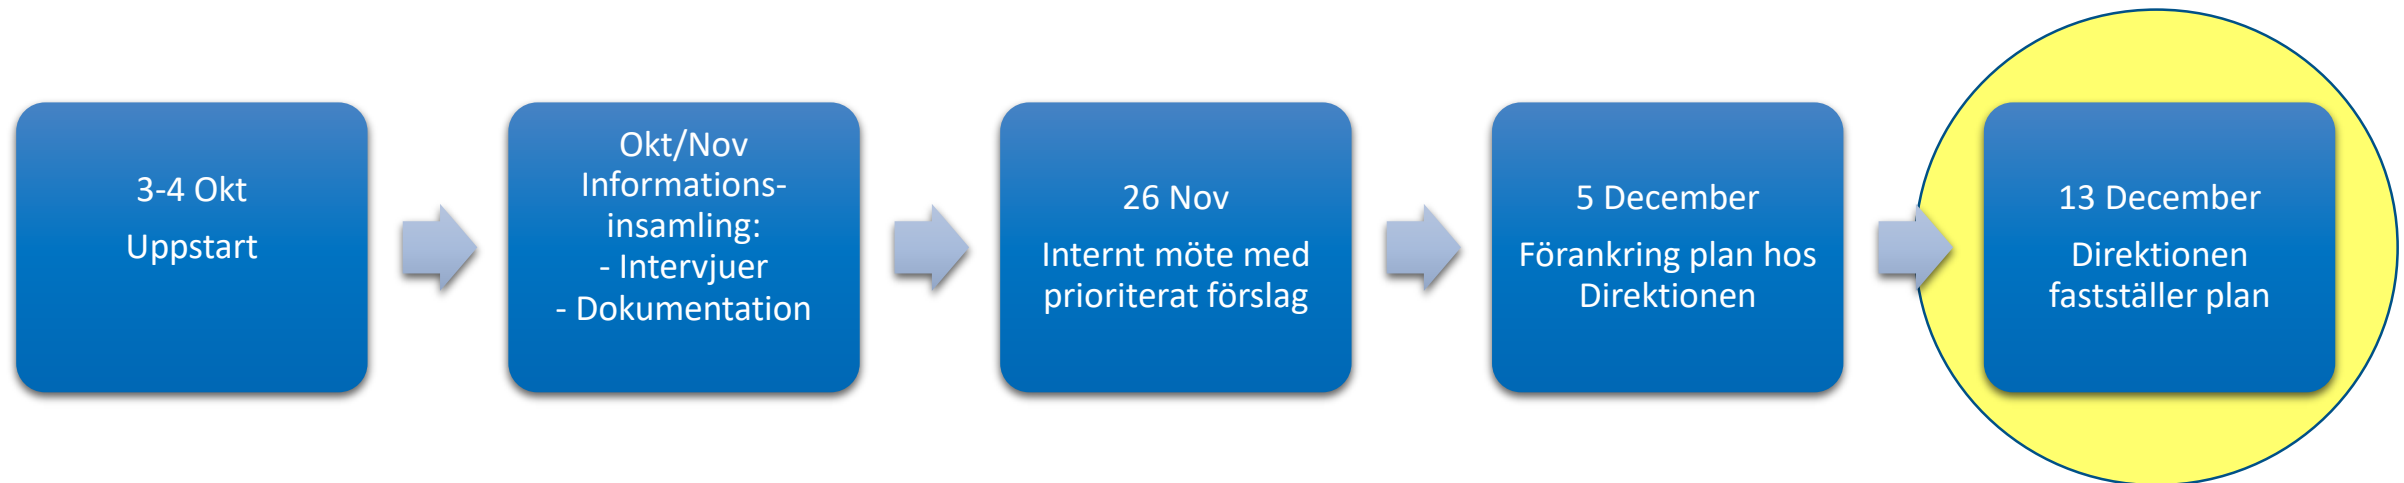 3-4 Okt
Uppstart
Okt/Nov
Informations-
insamling:
- Intervjuer
- Dokumentation
26 Nov
Internt möte med
prioriterat förslag
5 December
Förankring plan hos
Direktionen
13 December
Direktionen
fastställer plan